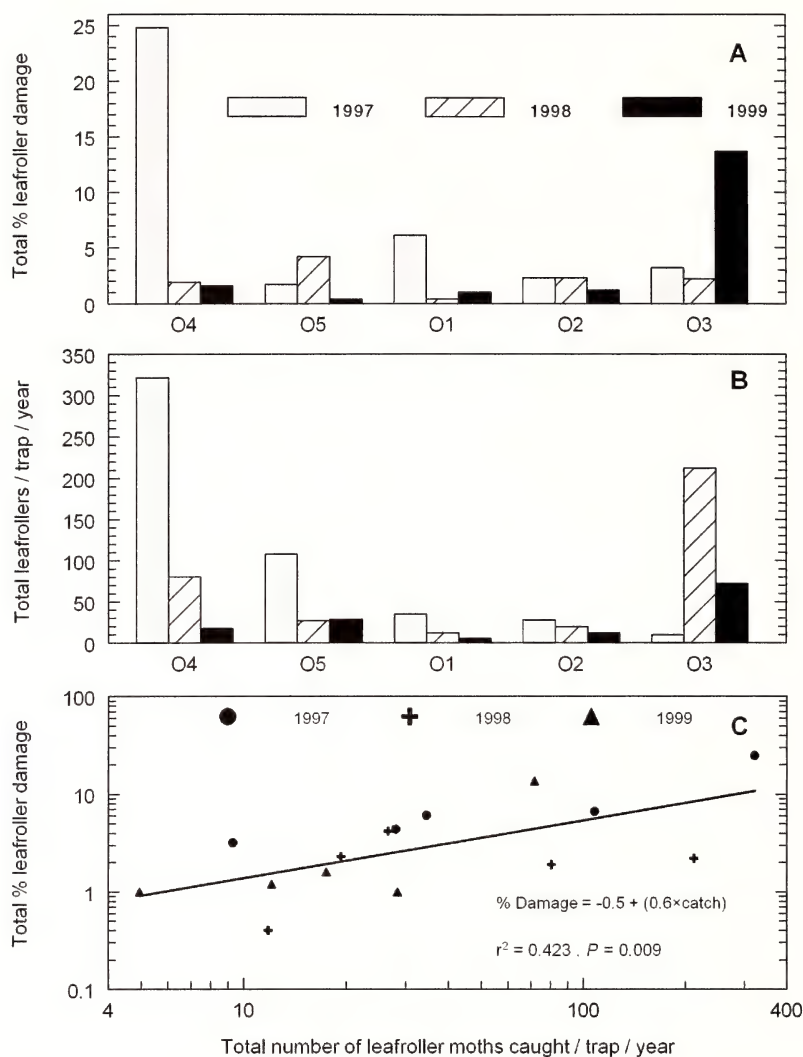 A
Total % leafroller damage
25
20
15
10
5
0
1997 1998 1999
O4 O5 O1 O2 O3
B
Total leafrollers / trap / year
350
300
250
200
150
100
50
0
O4 O5 O1 O2 O3
C
Total % leafroller damage
100
10
1
0.1
1997 1998 1999
% Damage = -0.5 + (0.6×catch)
r² = 0.423 . P = 0.009
4 10 100 400
Total number of leafroller moths caught / trap / year